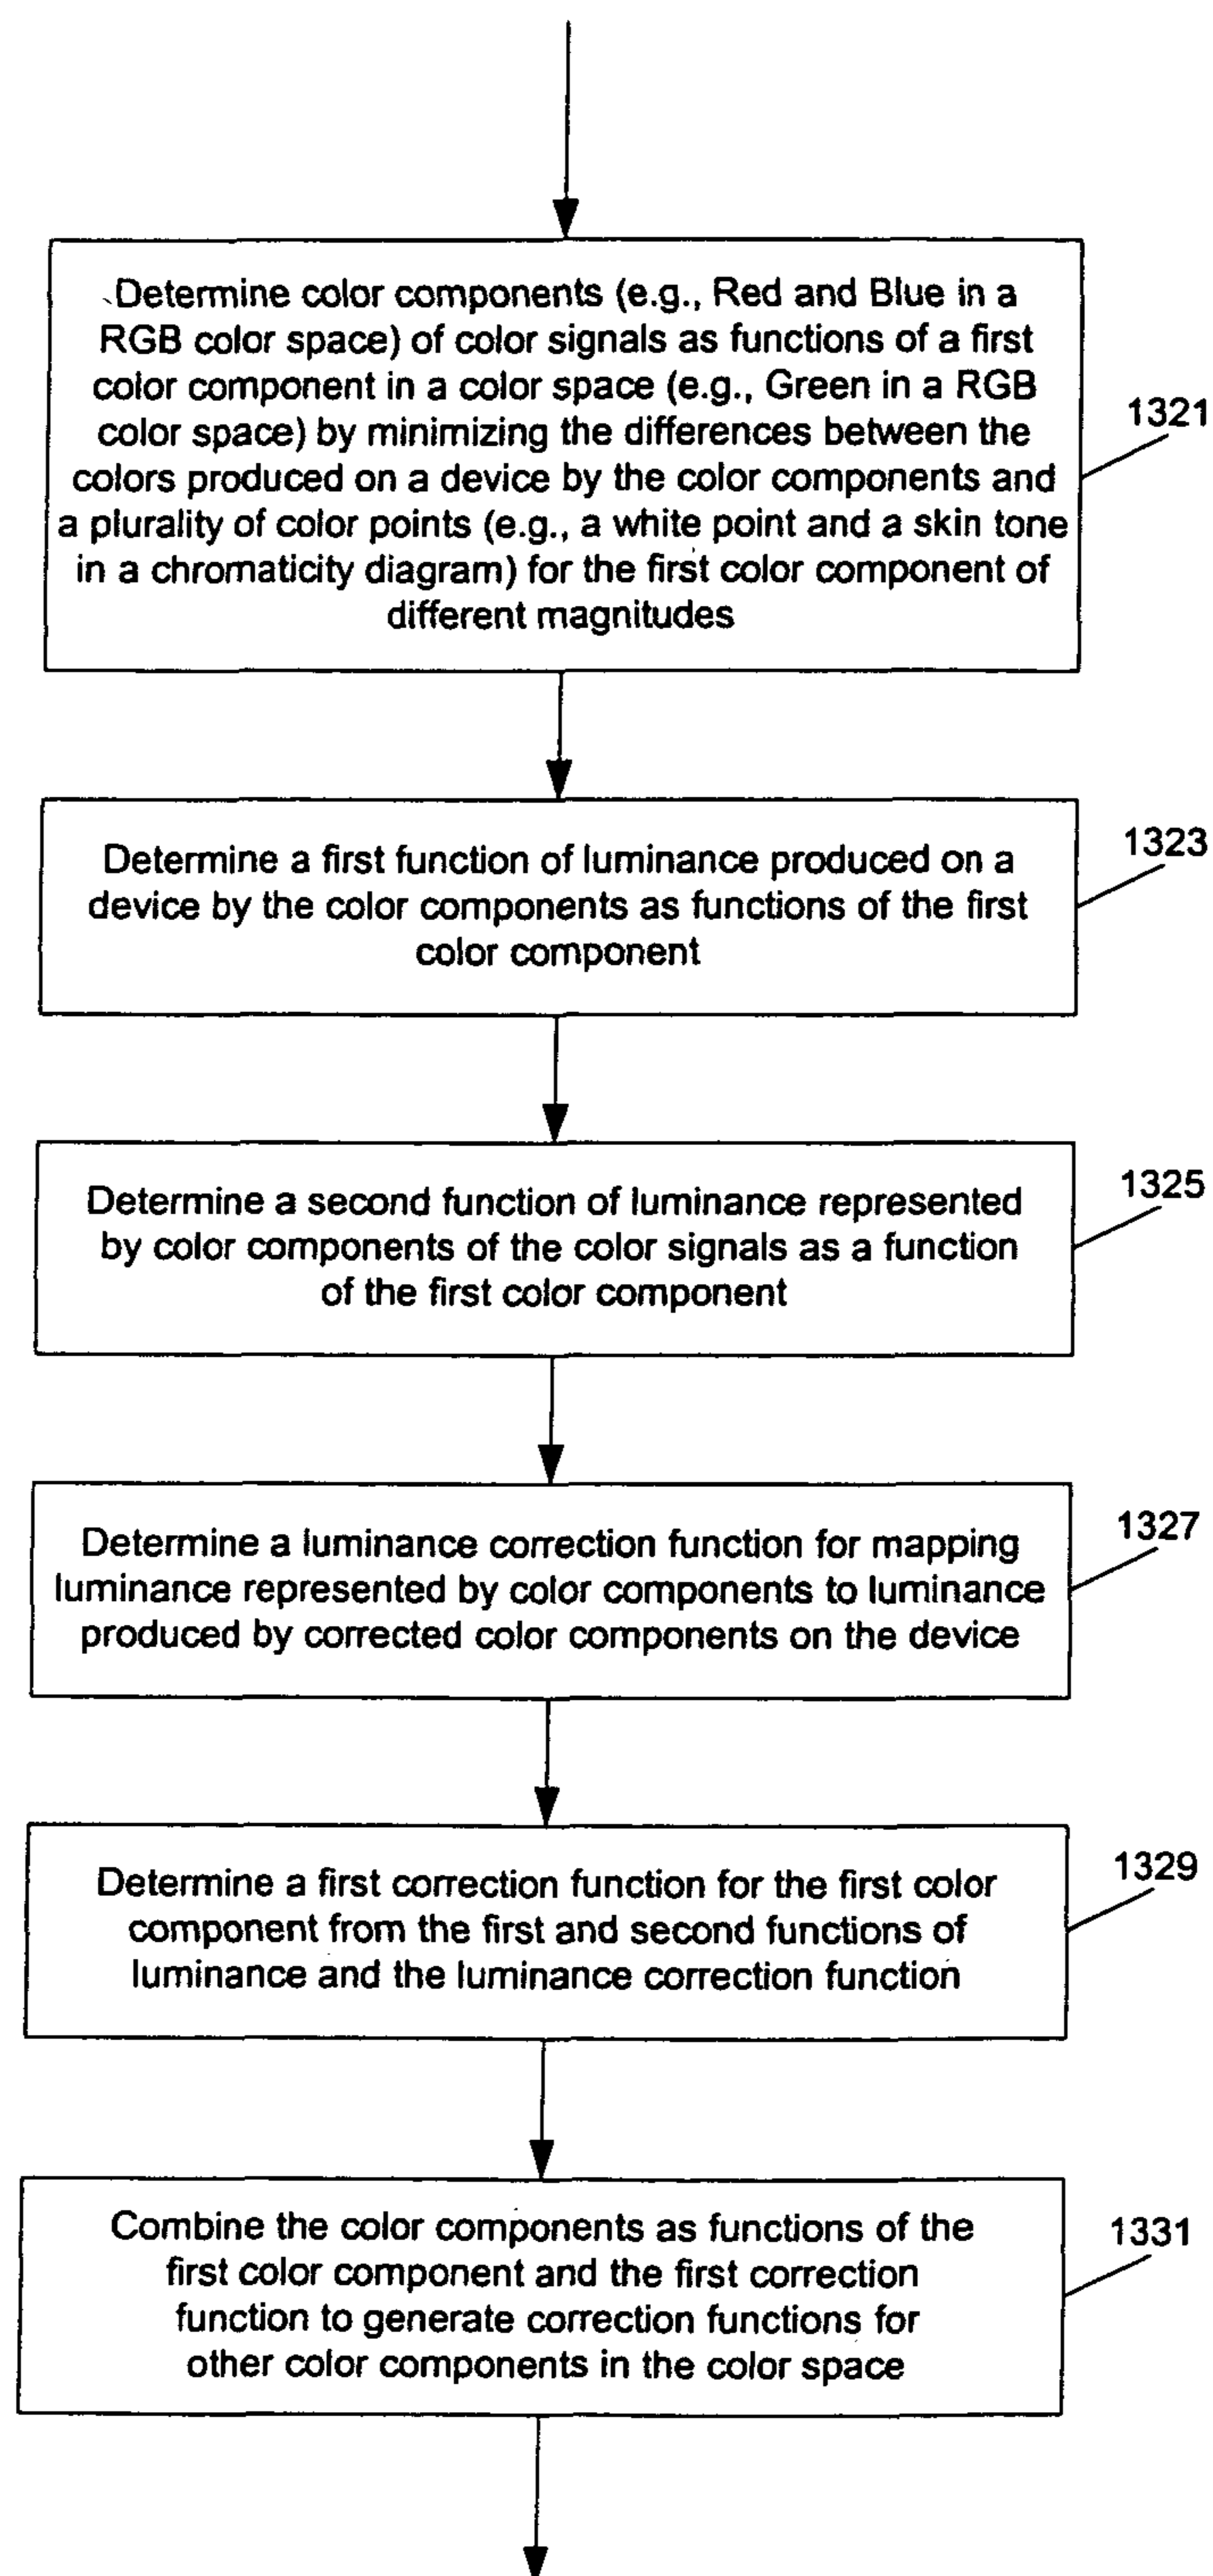 Determine color components (e.g., Red and Blue in a
RGB color space) of color signals as functions of a first
color component in a color space (e.g., Green in a RGB
color space) by minimizing the differences between the
colors produced on a device by the color components and
a plurality of color points (e.g., a white point and a skin tone
in a chromaticity diagram) for the first color component of
different magnitudes
1321
Determine a first function of luminance produced on a
device by the color components as functions of the first
color component
1323
Determine a second function of luminance represented
by color components of the color signals as a function
of the first color component
1325
Determine a luminance correction function for mapping
luminance represented by color components to luminance
produced by corrected color components on the device
1327
Determine a first correction function for the first color
component from the first and second functions of
luminance and the luminance correction function
1329
Combine the color components as functions of the
first color component and the first correction
function to generate correction functions for
other color components in the color space
1331